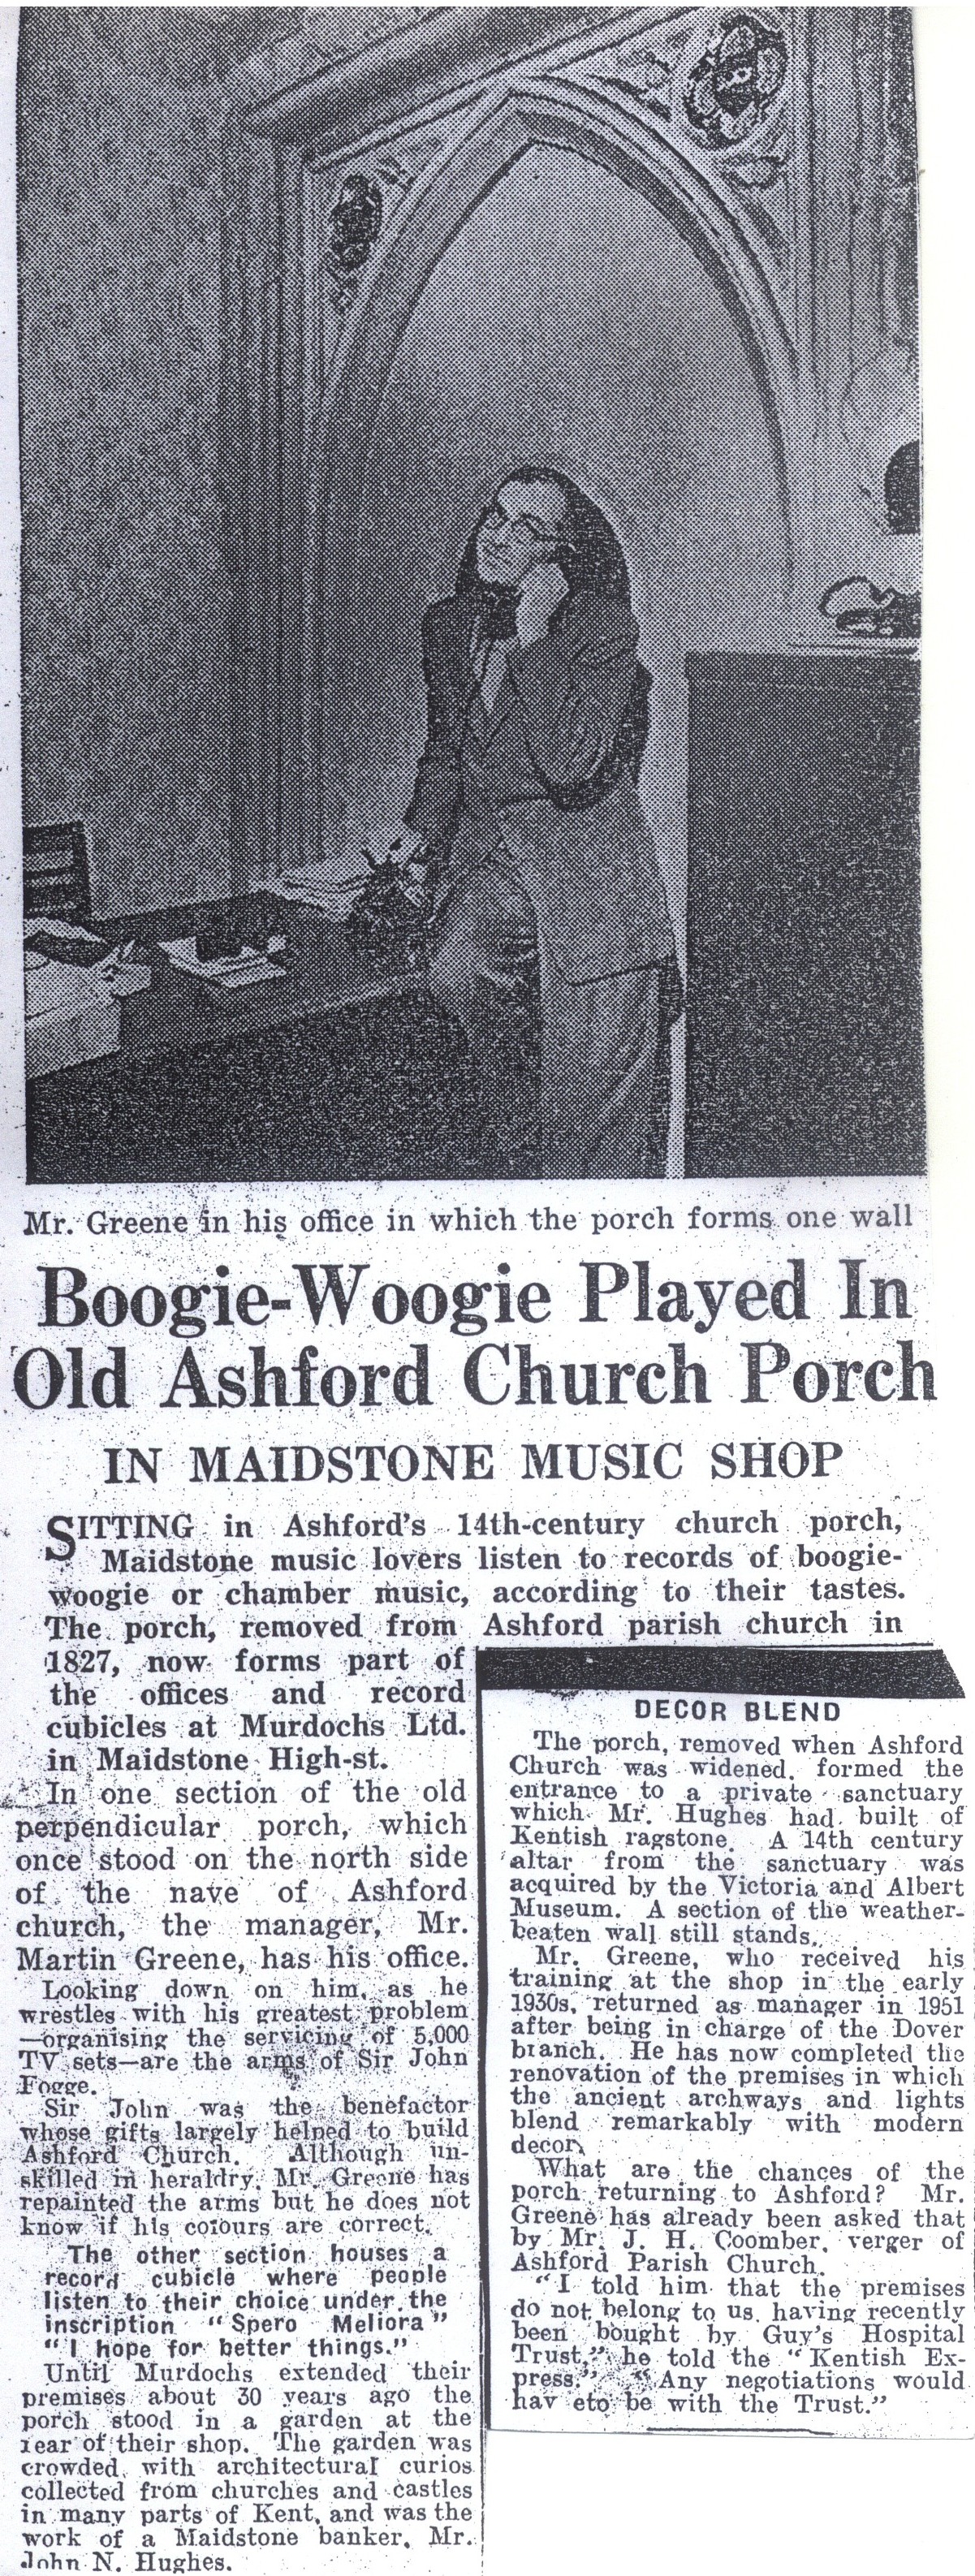 Mr. Greene in his office in which the porch forms one wall
Boogie-Woogie Played In
Old Ashford Church Porch
IN MAIDSTONE MUSIC SHOP
SITTING in Ashford's 14th-century church porch,
Maidstone music lovers listen to records of boogie-
woogie or chamber music, according to their tastes.
The porch, removed from Ashford parish church in
1827, now forms part of
the offices and record
cubicles at Murdochs Ltd.
in Maidstone High-st.
In one section of the old
perpendicular porch, which
once stood on the north side
of the nave of Ashford
church, the manager, Mr.
Martin Greene, has his office.
Looking down on him, as he
wrestles with his greatest problem
—organising the servicing of 5,000
TV sets—are the arms of Sir John
Fogge.
Sir John was the benefactor
whose gifts largely helped to build
Ashford Church. Although un-
skilled in heraldry, Mr. Greene has
repainted the arms but he does not
know if his colours are correct.
The other section houses a
record cubicle where people
listen to their choice under the
inscription "Spero Meliora"
"I hope for better things."
Until Murdochs extended their
premises about 30 years ago the
porch stood in a garden at the
rear of their shop. The garden was
crowded with architectural curios
collected from churches and castles
in many parts of Kent, and was the
work of a Maidstone banker, Mr.
John N. Hughes.
DECOR BLEND
The porch, removed when Ashford
Church was widened, formed the
entrance to a private sanctuary
which Mr. Hughes had built of
Kentish ragstone. A 14th century
altar from the sanctuary was
acquired by the Victoria and Albert
Museum. A section of the weather-
beaten wall still stands.
Mr. Greene, who received his
training at the shop in the early
1930s, returned as manager in 1951
after being in charge of the Dover
branch. He has now completed the
renovation of the premises in which
the ancient archways and lights
blend remarkably with modern
decor.
What are the chances of the
porch returning to Ashford? Mr.
Greene has already been asked that
by Mr. J. H. Coomber, verger of
Ashford Parish Church.
"I told him that the premises
do not belong to us, having recently
been bought by Guy's Hospital
Trust," he told the "Kentish Ex-
press." "Any negotiations would
hav eto be with the Trust."